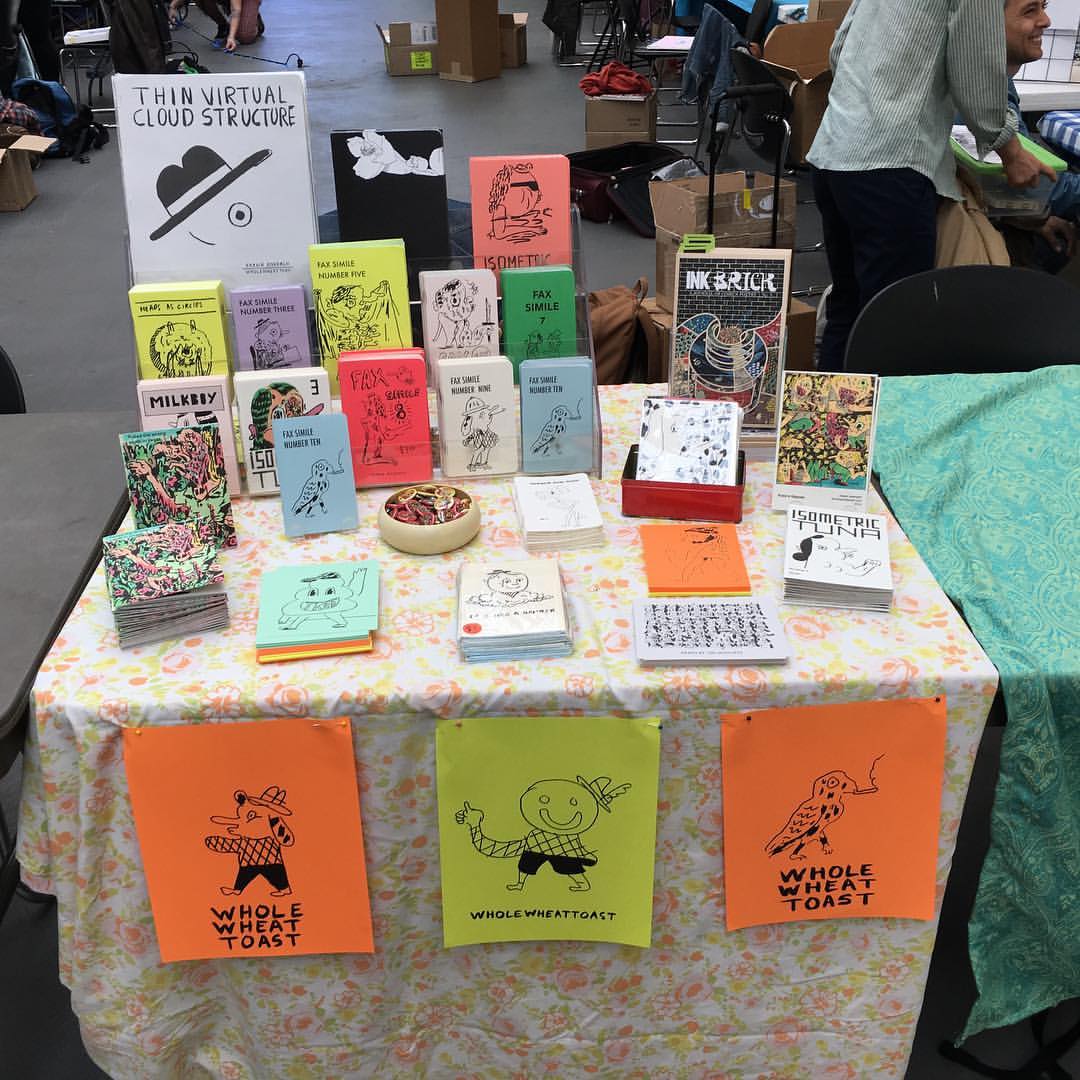 THIN VIRTUAL
CLOUD STRUCTURE
ISOMETRIC
FAX SIMILE
NUMBER FIVE
HEADS AS CIRCLES
FAX SIMILE
NUMBER THREE
FAX
SIMILE
7
INK BRICK
MILKBOY
3
FAX
SIMILE
8
FAX SIMILE
NUMBER NINE
FAX SIMILE
NUMBER TEN
FAX SIMILE
NUMBER TEN
ISOMETRIC
TUNA
WHOLE
WHEAT
TOAST
WHOLEWHEATTOAST
WHOLE
WHEAT
TOAST